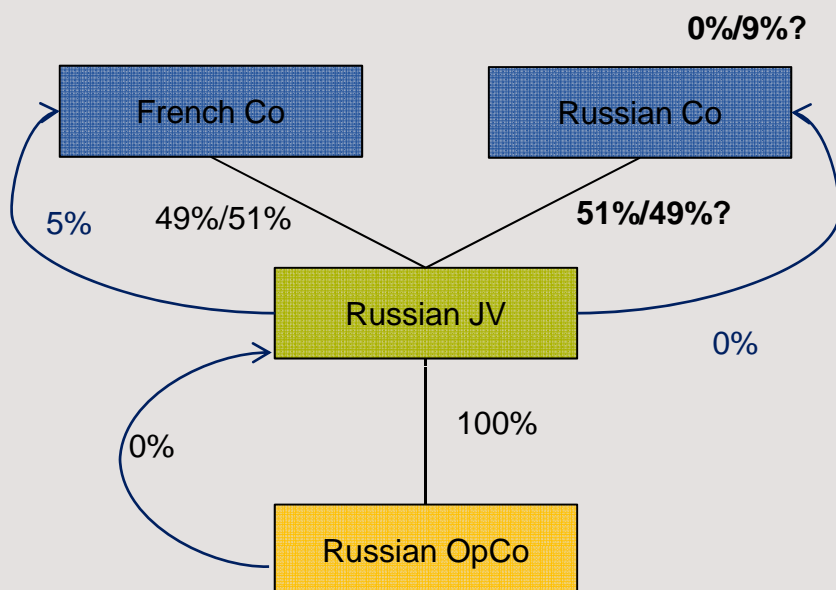 0%/9%?
French Co
Russian Co
5%
49%/51%
51%/49%?
Russian JV
0%
0%
100%
Russian OpCo